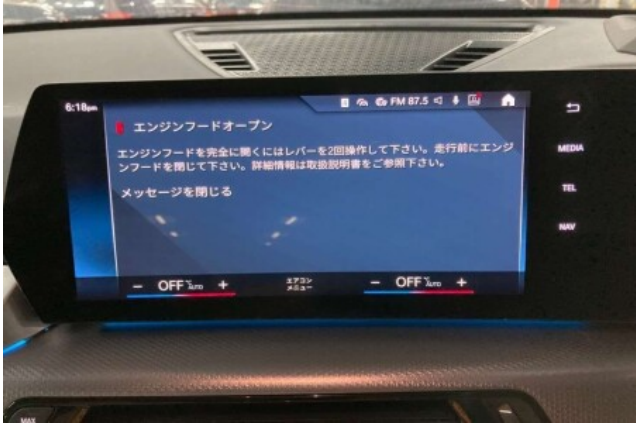 6:18pm
FM 87.5
エンジンフードオープン
エンジンフードを完全に開くにはレバーを2回操作して下さい。走行前にエンジ
ンフードを閉じて下さい。詳細情報は取扱説明書をご参照下さい。
メッセージを閉じる
MEDIA
TEL
NAV
− OFF AUTO +
エアコン
メニュー
− OFF AUTO +
MAX